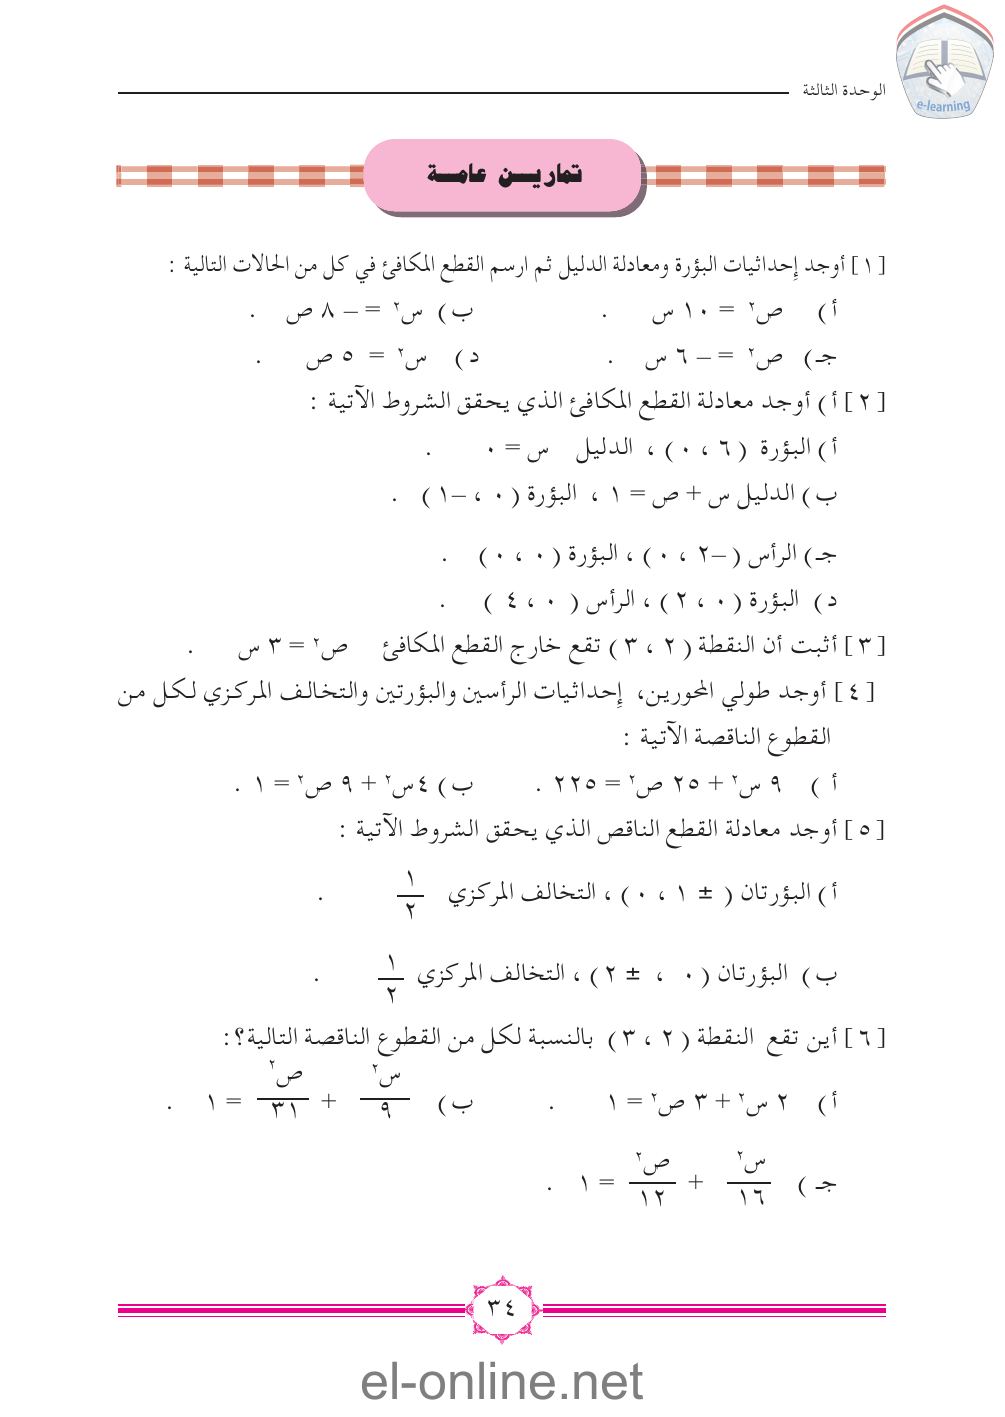 e-learning
الوحدة الثالثة
تمارين عامة
[ ١ ] أوجد إحداثيات البؤرة ومعادلة الدليل ثم ارسم القطع المكافئ في كل من الحالات التالية :
أ ) ص٢ = ١٠ س . ب ) س٢ = – ٨ ص .
جـ ) ص٢ = – ٦ س . د ) س٢ = ٥ ص .
[ ٢ ] أ ) أوجد معادلة القطع المكافئ الذي يحقق الشروط الآتية :
أ ) البؤرة ( ٦ ، ٠ ) ، الدليل س = ٠ .
ب ) الدليل س + ص = ١ ، البؤرة ( ٠ ، –١ ) .
جـ ) الرأس ( –٢ ، ٠ ) ، البؤرة ( ٠ ، ٠ ) .
د ) البؤرة ( ٠ ، ٢ ) ، الرأس ( ٠ ، ٤ ) .
[ ٣ ] أثبت أن النقطة ( ٢ ، ٣ ) تقع خارج القطع المكافئ ص٢ = ٣ س .
[ ٤ ] أوجد طولي المحورين، إِحداثيات الرأسين والبؤرتين والتخالف المركزي لكل من
القطوع الناقصة الآتية :
أ ) ٩ س٢ + ٢٥ ص٢ = ٢٢٥ . ب ) ٤س٢ + ٩ ص٢ = ١ .
[ ٥ ] أوجد معادلة القطع الناقص الذي يحقق الشروط الآتية :
أ ) البؤرتان ( ± ١ ، ٠ ) ، التخالف المركزي ١/٢ .
ب ) البؤرتان ( ٠ ، ± ٢ ) ، التخالف المركزي ١/٢ .
[ ٦ ] أين تقع النقطة ( ٢ ، ٣ ) بالنسبة لكل من القطوع الناقصة التالية؟ :
أ ) ٢ س٢ + ٣ ص٢ = ١ . ب ) س٢/٩ + ص٢/٣١ = ١ .
جـ ) س٢/١٦ + ص٢/١٢ = ١ .
٣٤
el-online.net